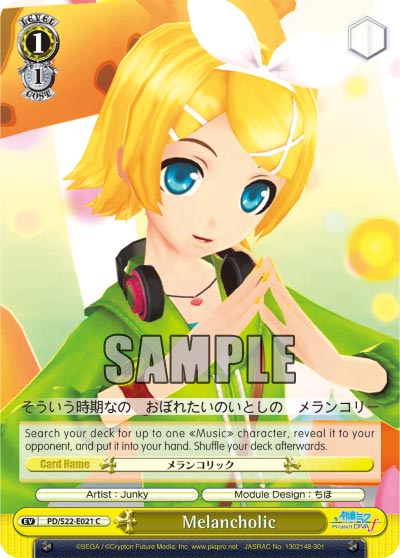 LEVEL
1
1
COST
SAMPLE
そういう時期なの　おぼれたいのいとしの　メランコリー
Search your deck for up to one «Music» character, reveal it to your
opponent, and put it into your hand. Shuffle your deck afterwards.
Card Name メランコリック
Artist : Junky Module Design : ちほ
EV PD/S22-E021 C Melancholic 初音ミク Project DIVA f
©SEGA / ©Crypton Future Media, Inc. www.piapro.net JASRAC No. 1302148-301